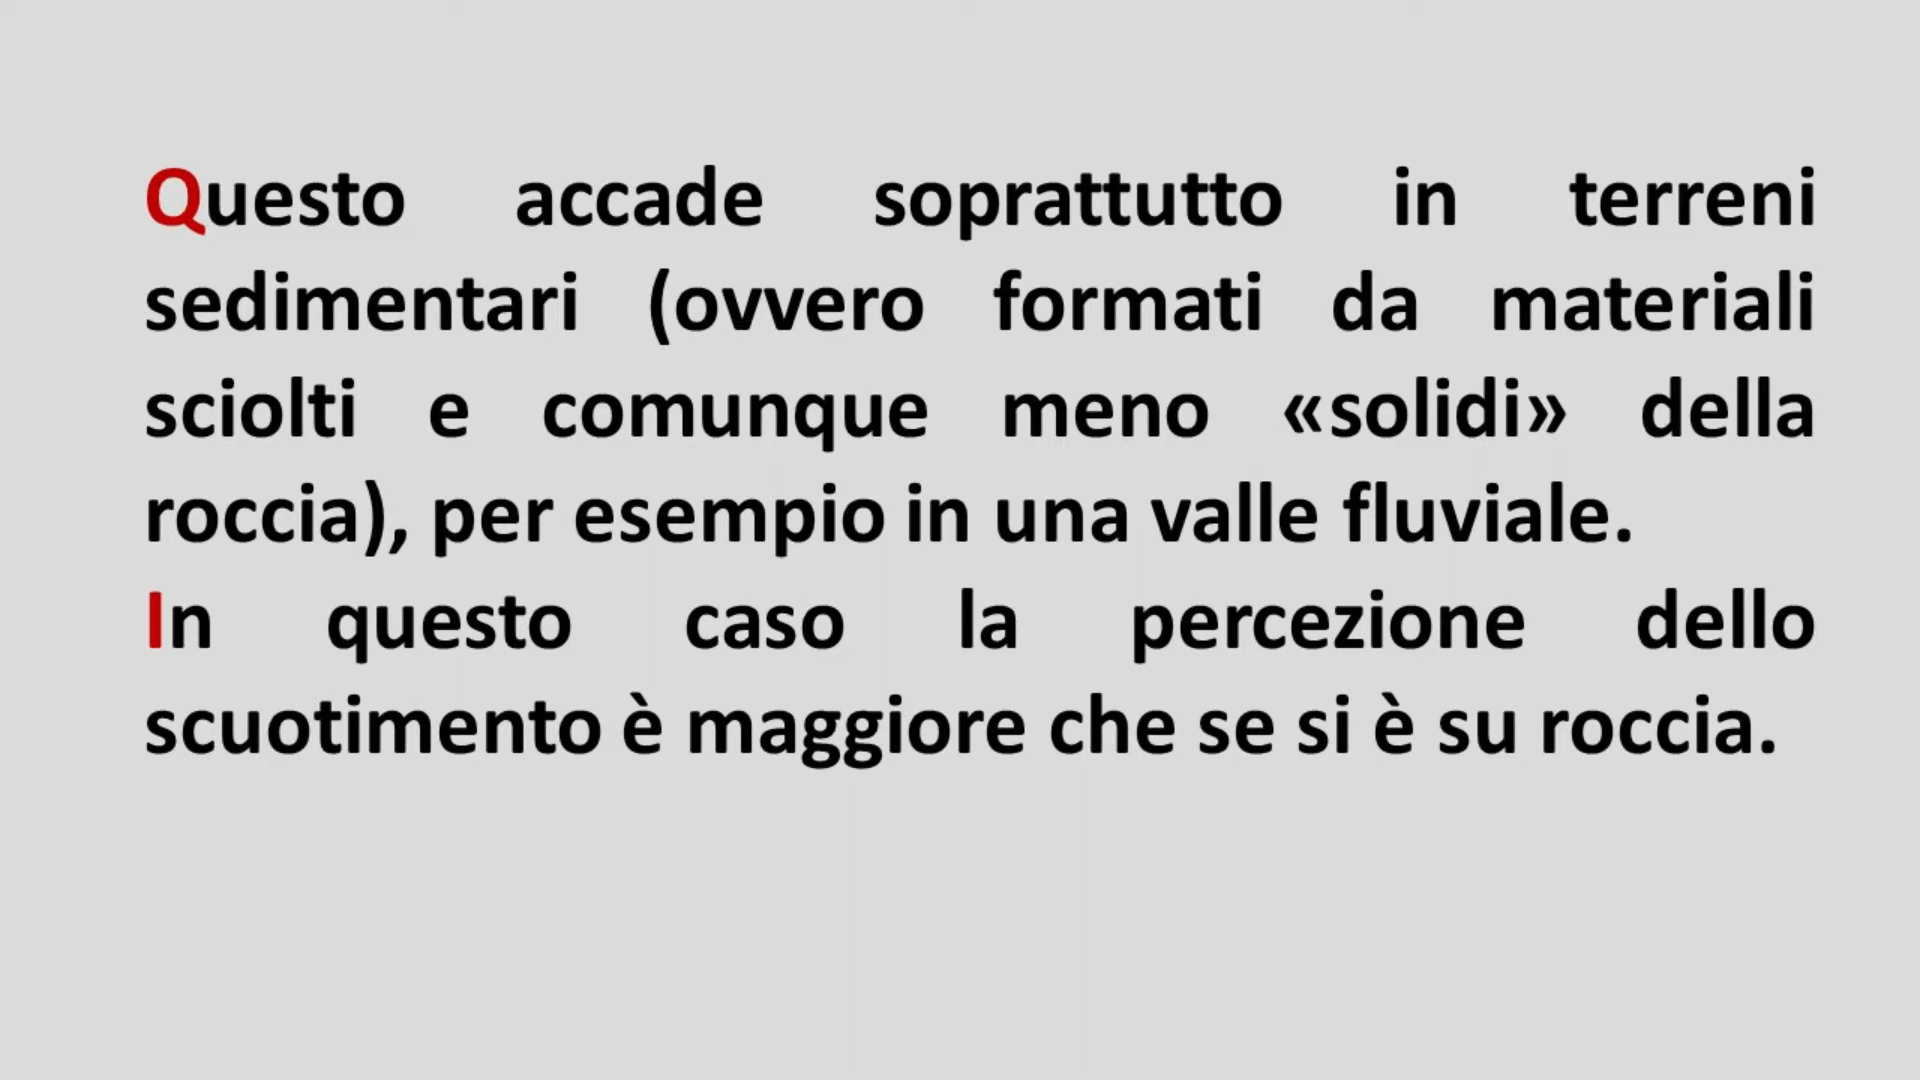 Questo accade soprattutto in terreni
sedimentari (ovvero formati da materiali
sciolti e comunque meno «solidi» della
roccia), per esempio in una valle fluviale.
In questo caso la percezione dello
scuotimento è maggiore che se si è su roccia.